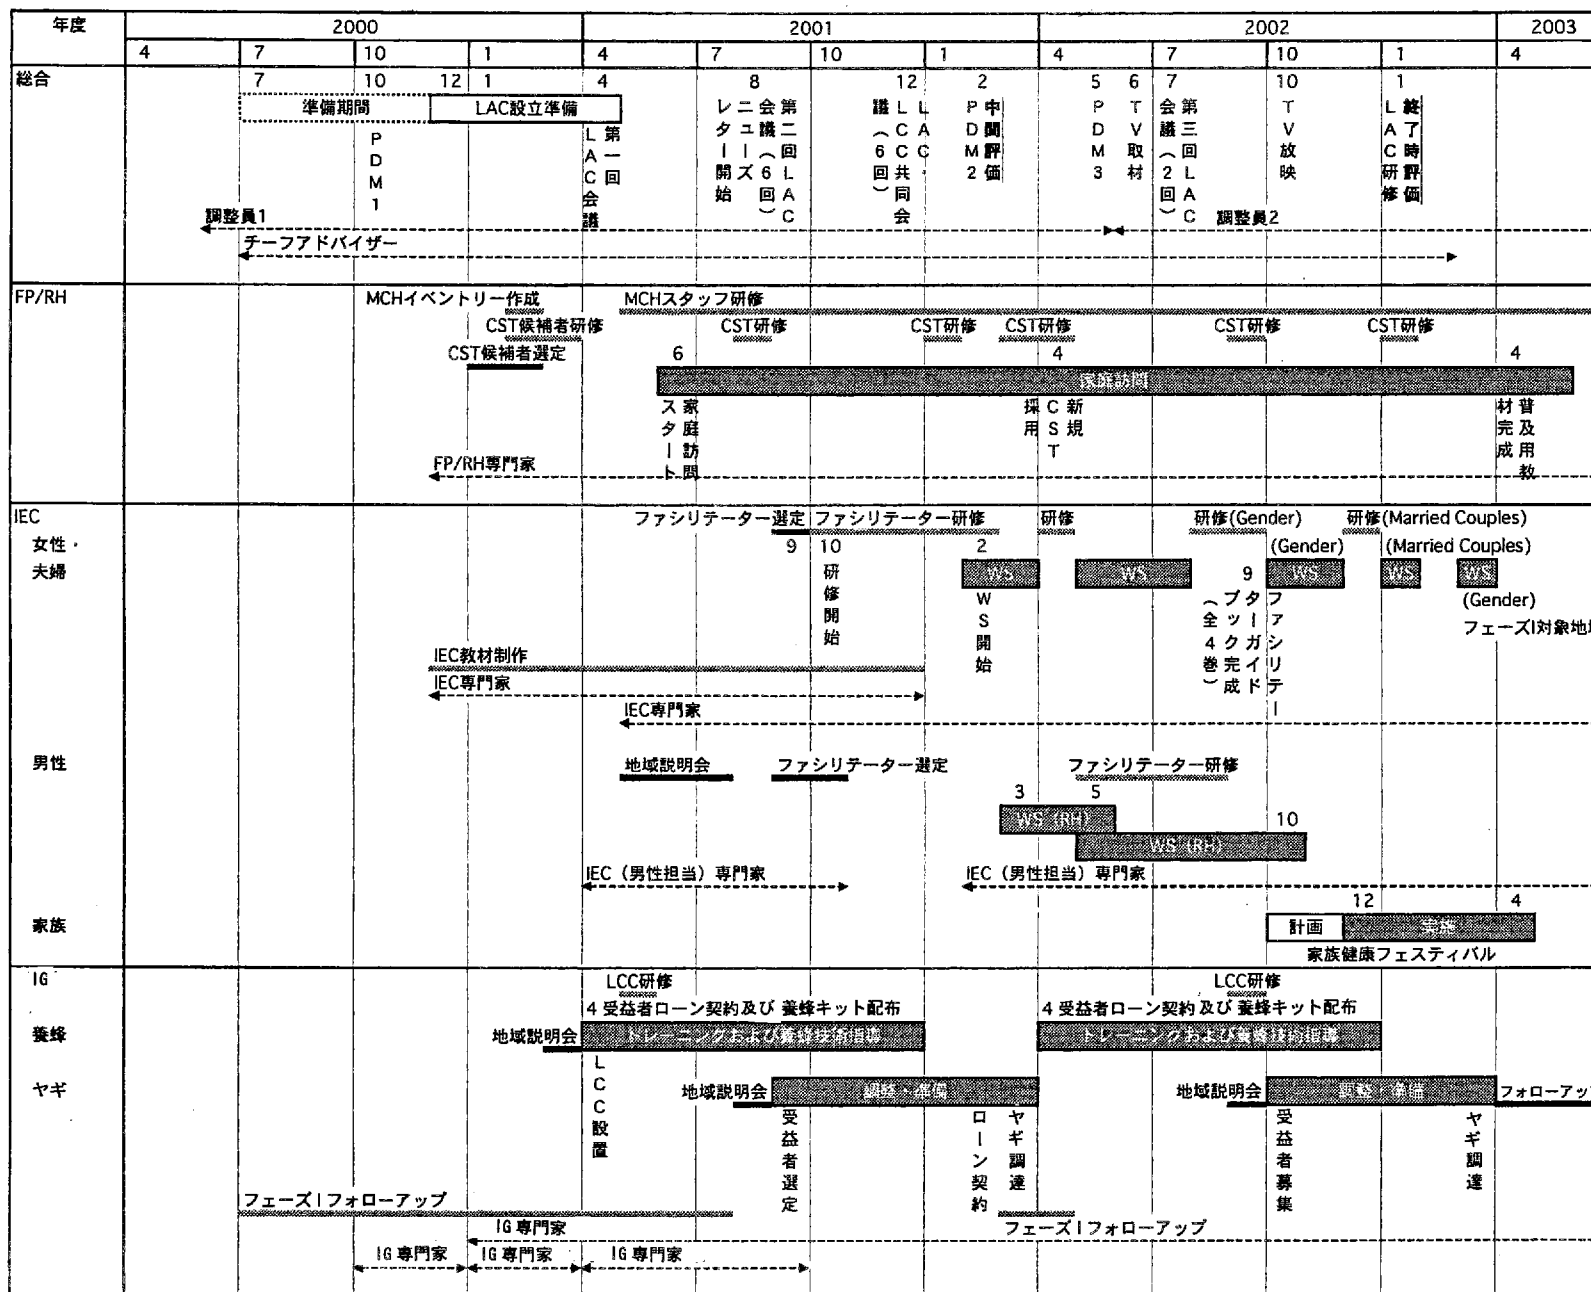 年度 2000 2001 2002 2003
4 7 10 1 4 7 10 1 4 7 10 1 4
総合
7 10 12 1 4 8 12 2 5 6 7 10 1
準備期間
LAC設立準備
PDM1
第一回LAC会議
ニューズレター開始
第二回LAC会議（6回）
LAC・LCC共同会議（6回）
中間評価
PDM2
PDM3
TV取材
第三回LAC会議（2回）
TV放映
終了時評価
LAC研修
調整員1
調整員2
チーフアドバイザー
FP/RH
MCHイベントリー作成
MCHスタッフ研修
CST候補者研修
CST研修
CST研修
CST研修
CST研修
CST研修
CST候補者選定
6 4 4
家庭訪問
家庭訪問スタート
新規CST採用
普及用教材完成
FP/RH専門家
IEC
女性・
夫婦
ファシリテーター選定
ファシリテーター研修
研修
研修(Gender)
研修(Married Couples)
9 10 2
(Gender)
(Married Couples)
WS WS 9 WS WS WS
研修開始
WS開始
ファシリテーターガイドブック完成（全4巻）
(Gender)
フェーズI対象地
IEC教材制作
IEC専門家
IEC専門家
男性
地域説明会
ファシリテーター選定
ファシリテーター研修
3 5
WS（RH）
10
WS（RH）
IEC（男性担当）専門家
IEC（男性担当）専門家
家族
12 4
計画
実施
家族健康フェスティバル
IG
LCC研修
LCC研修
4 受益者ローン契約及び 養蜂キット配布
4 受益者ローン契約及び 養蜂キット配布
養蜂
地域説明会
トレーニングおよび養蜂技術指導
トレーニングおよび養蜂技術指導
LCC設置
ヤギ
地域説明会
調整・準備
地域説明会
調整・準備
フォローアッ
受益者選定
ローン契約
ヤギ調達
受益者募集
ヤギ調達
フェーズIフォローアップ
IG専門家
フェーズIフォローアップ
IG専門家
IG専門家
IG専門家